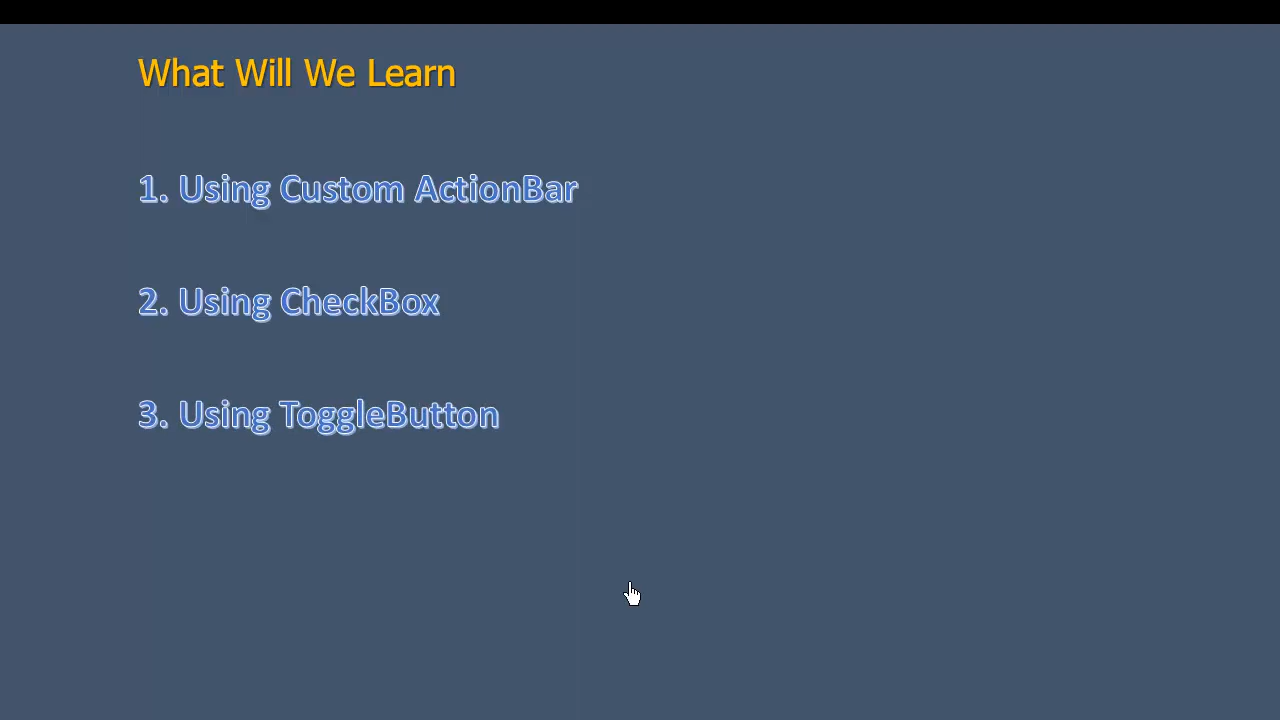 What Will We Learn
1. Using Custom ActionBar
2. Using CheckBox
3. Using ToggleButton